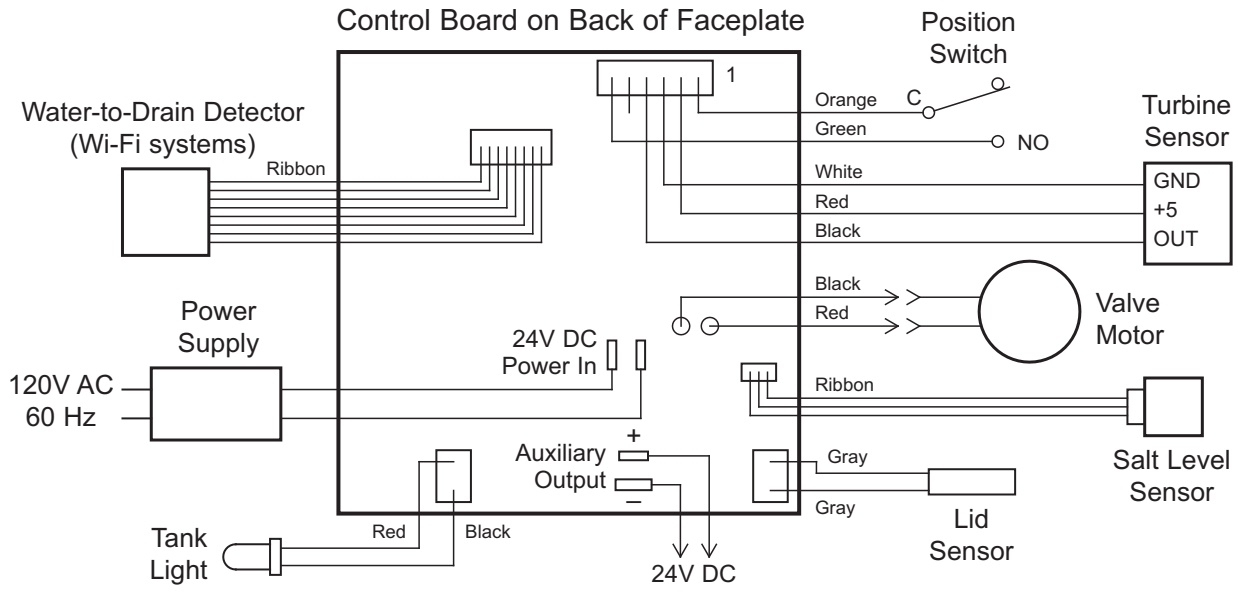 Control Board on Back of Faceplate
Position
Switch
1
Water-to-Drain Detector
(Wi-Fi systems)
Ribbon
Orange
C
Green
NO
Turbine
Sensor
White
GND
Red
+5
Black
OUT
Black
Red
Valve
Motor
Power
Supply
24V DC
Power In
120V AC
60 Hz
Ribbon
Salt Level
Sensor
+
Auxiliary
Output
–
Gray
Gray
Lid
Sensor
Red
Black
Tank
Light
24V DC